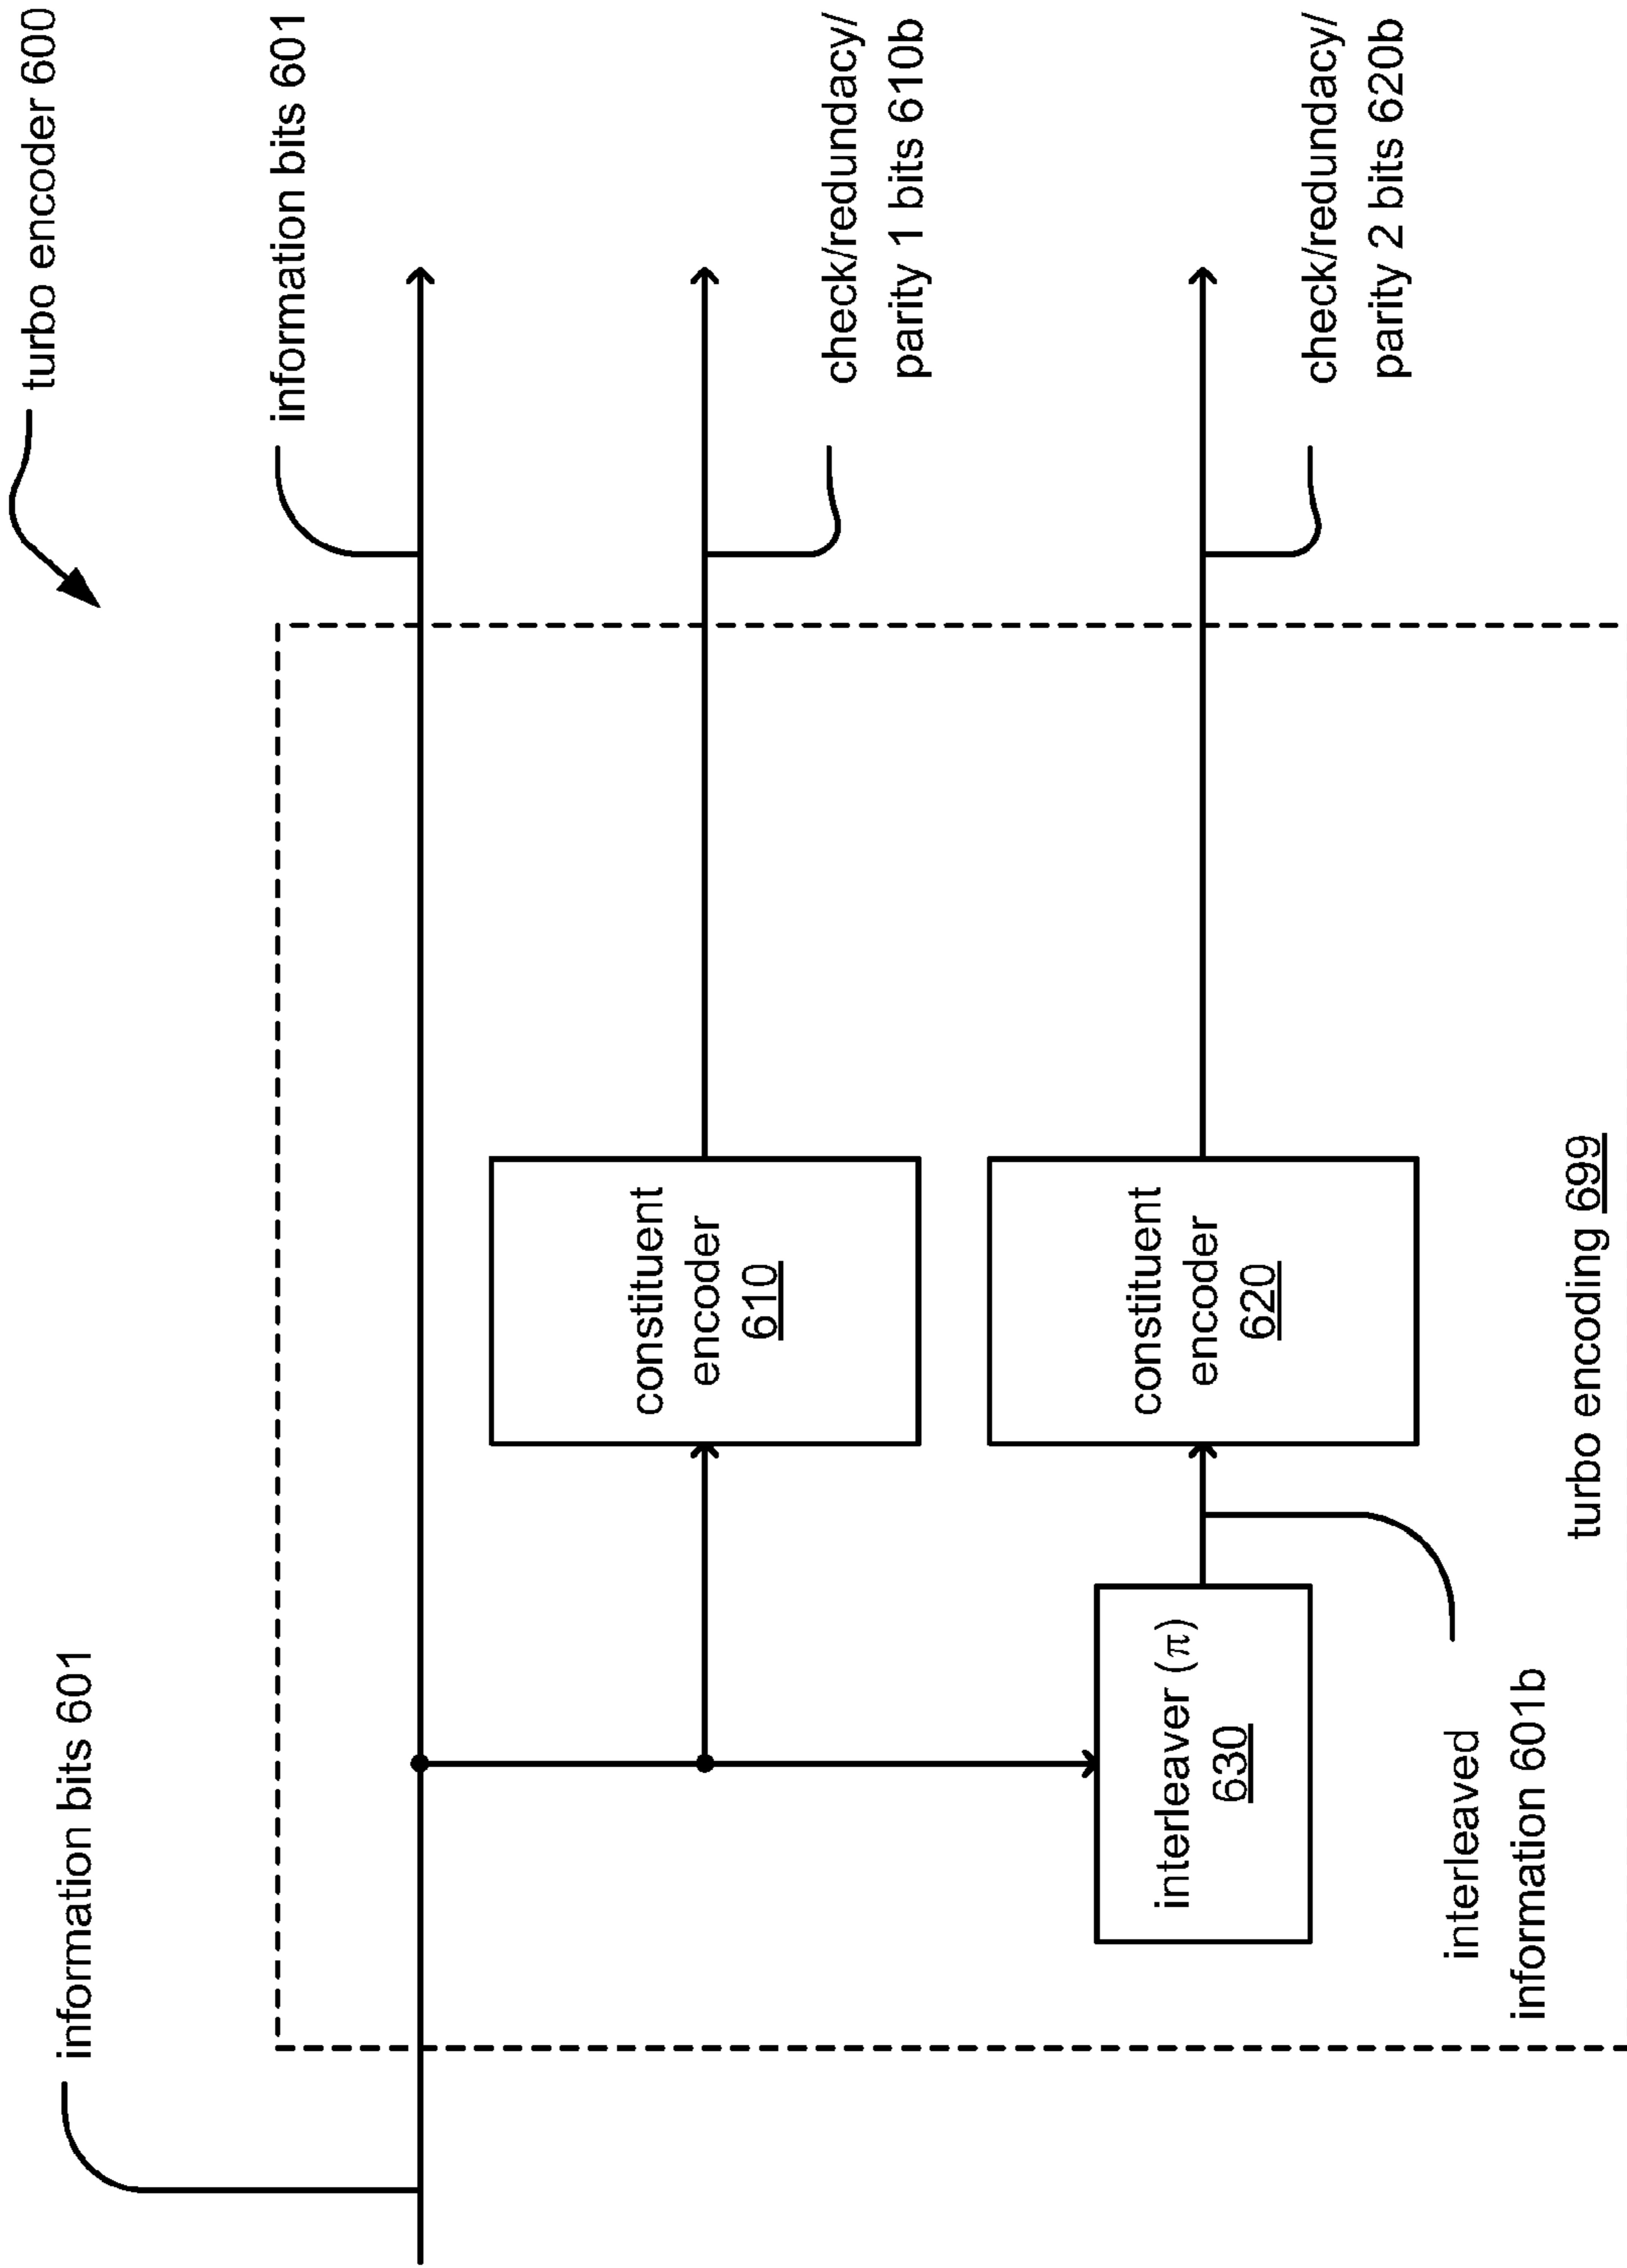 turbo encoder 600
information bits 601
information bits 601
constituent
encoder
610
check/redundacy/
parity 1 bits 610b
interleaver (π)
630
constituent
encoder
620
check/redundacy/
parity 2 bits 620b
interleaved
information 601b
turbo encoding 699